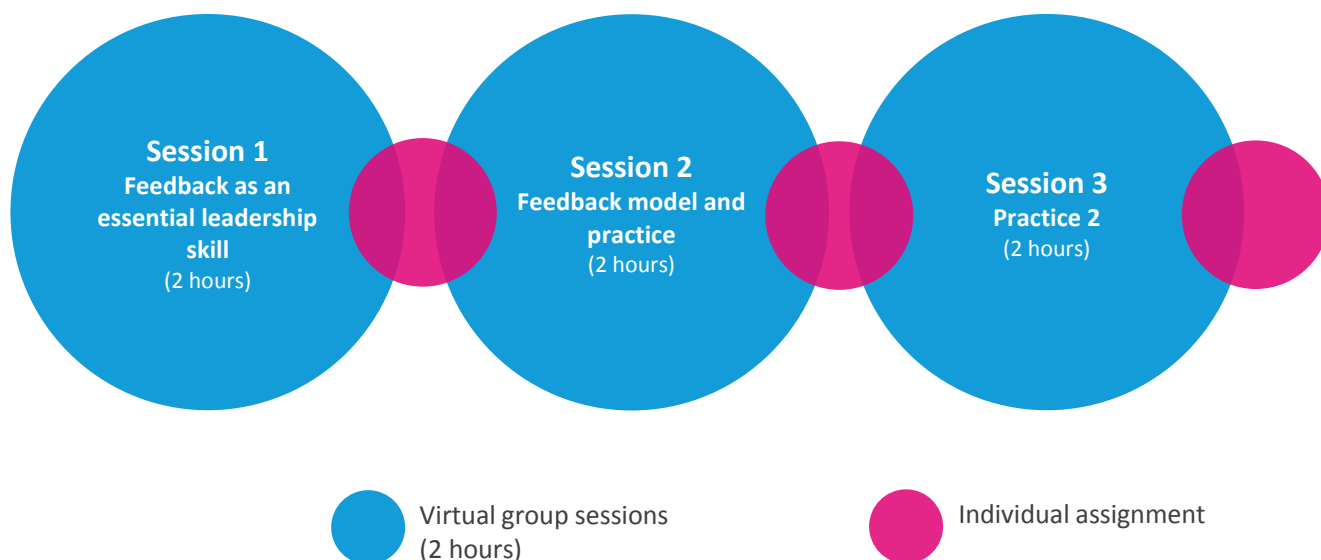 Session 1
Feedback as an
essential leadership
skill
(2 hours)
Session 2
Feedback model and
practice
(2 hours)
Session 3
Practice 2
(2 hours)
Virtual group sessions
(2 hours)
Individual assignment